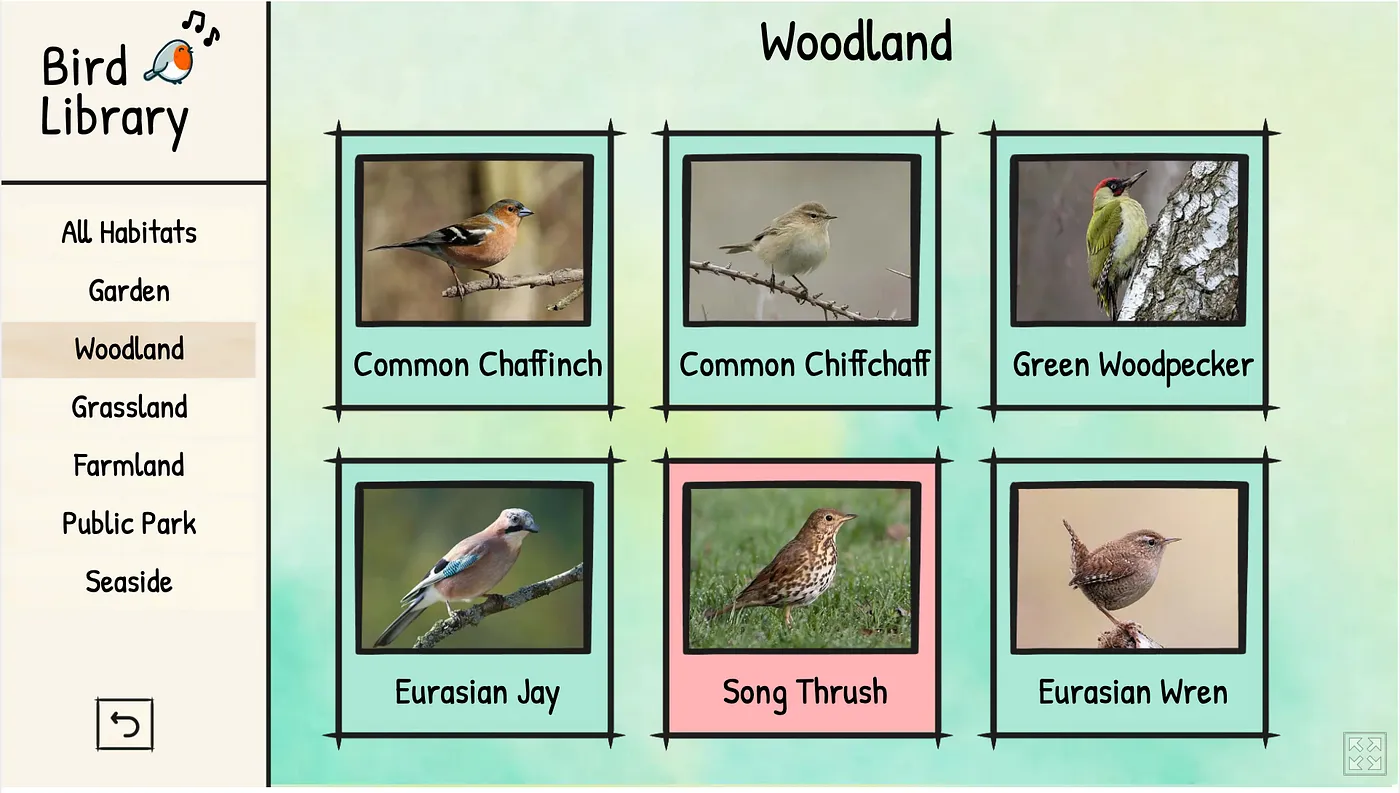 Bird
Library
All Habitats
Garden
Woodland
Grassland
Farmland
Public Park
Seaside
Woodland
Common Chaffinch
Common Chiffchaff
Green Woodpecker
Eurasian Jay
Song Thrush
Eurasian Wren